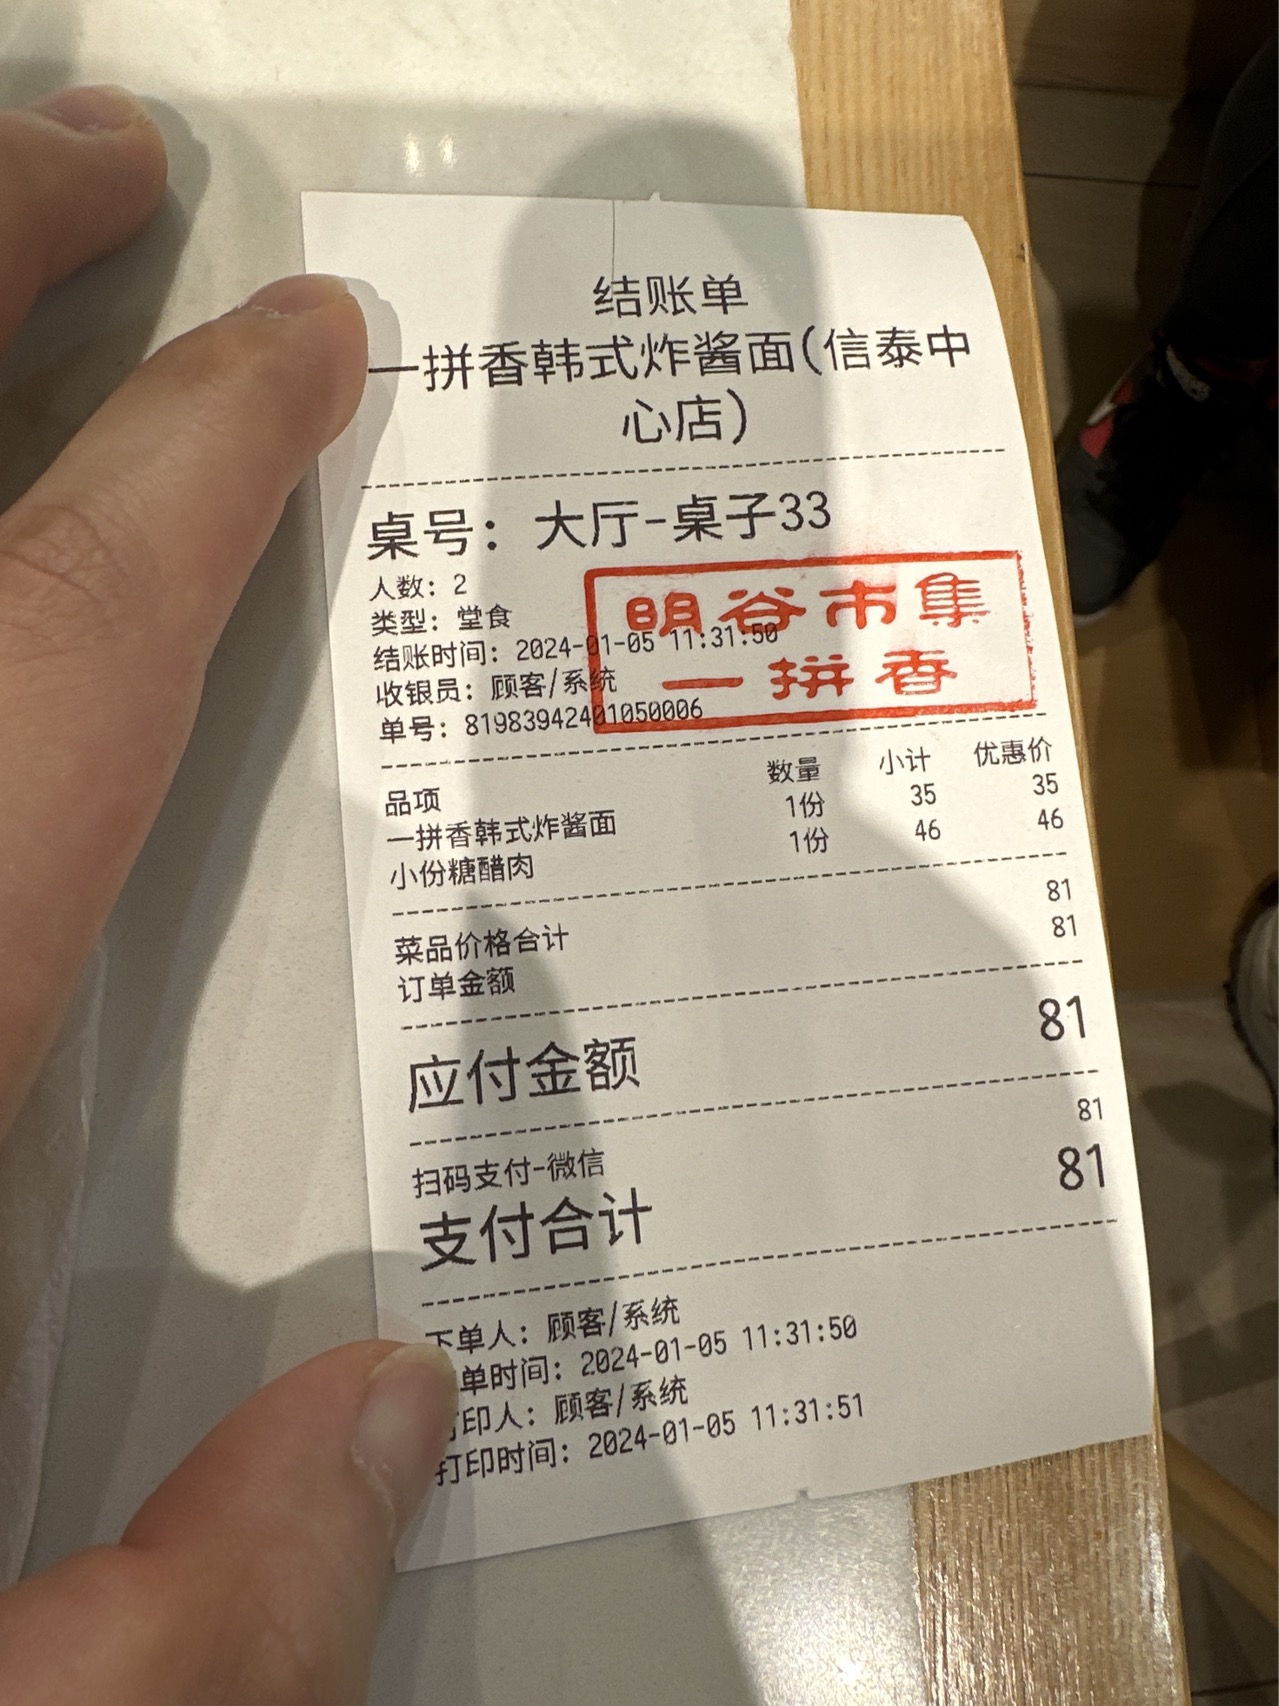 结账单
一拼香韩式炸酱面(信泰中
心店)
桌号: 大厅-桌子33
人数: 2
类型: 堂食
结账时间: 2024-01-05 11:31:50
收银员: 顾客/系统
单号: 81983942401050006
明谷市集
一拼香
品项 数量 小计 优惠价
一拼香韩式炸酱面 1份 35 35
小份糖醋肉 1份 46 46
菜品价格合计 81
订单金额 81
应付金额 81
扫码支付-微信 81
支付合计 81
下单人: 顾客/系统
单时间: 2024-01-05 11:31:50
印人: 顾客/系统
打印时间: 2024-01-05 11:31:51